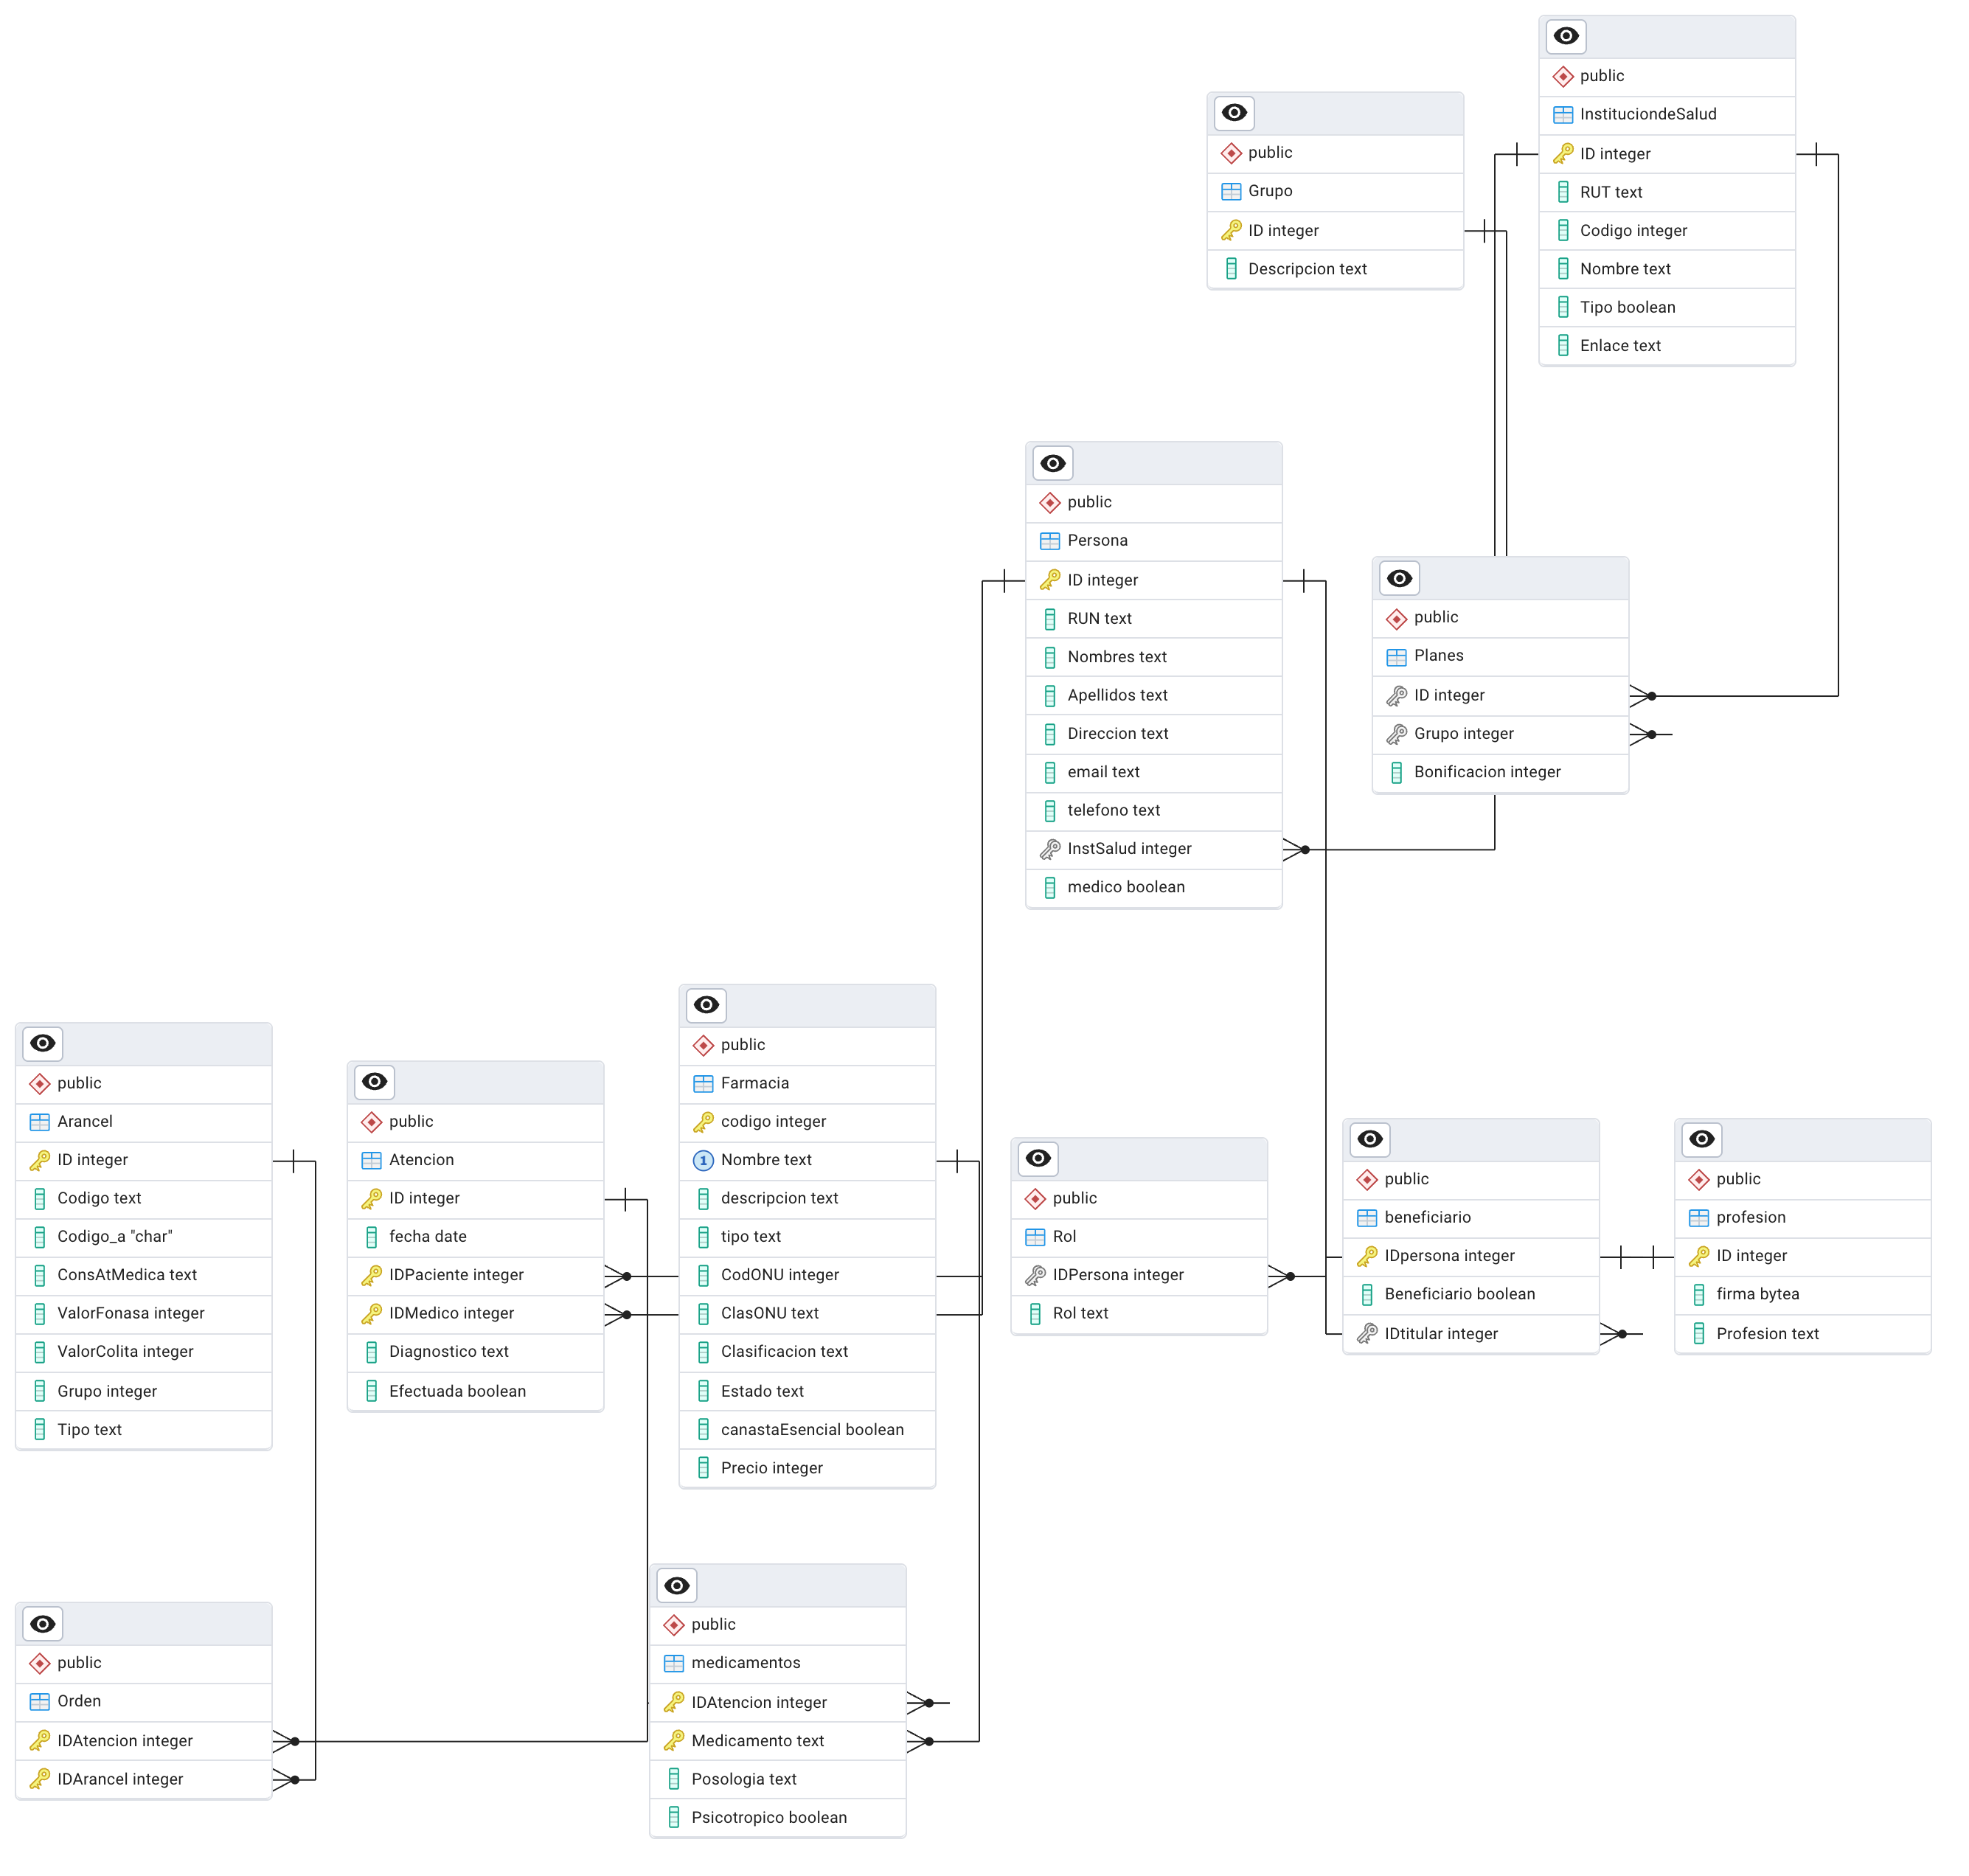 public
InstituciondeSalud
ID integer
RUT text
Codigo integer
Nombre text
Tipo boolean
Enlace text
public
Grupo
ID integer
Descripcion text
public
Persona
ID integer
RUN text
Nombres text
Apellidos text
Direccion text
email text
telefono text
InstSalud integer
medico boolean
public
Planes
ID integer
Grupo integer
Bonificacion integer
public
Arancel
ID integer
Codigo text
Codigo_a "char"
ConsAtMedica text
ValorFonasa integer
ValorColita integer
Grupo integer
Tipo text
public
Atencion
ID integer
fecha date
IDPaciente integer
IDMedico integer
Diagnostico text
Efectuada boolean
public
Farmacia
codigo integer
1 Nombre text
descripcion text
tipo text
CodONU integer
ClasONU text
Clasificacion text
Estado text
canastaEsencial boolean
Precio integer
public
Rol
IDPersona integer
Rol text
public
beneficiario
IDpersona integer
Beneficiario boolean
IDtitular integer
public
profesion
ID integer
firma bytea
Profesion text
public
Orden
IDAtencion integer
IDArancel integer
public
medicamentos
IDAtencion integer
Medicamento text
Posologia text
Psicotropico boolean